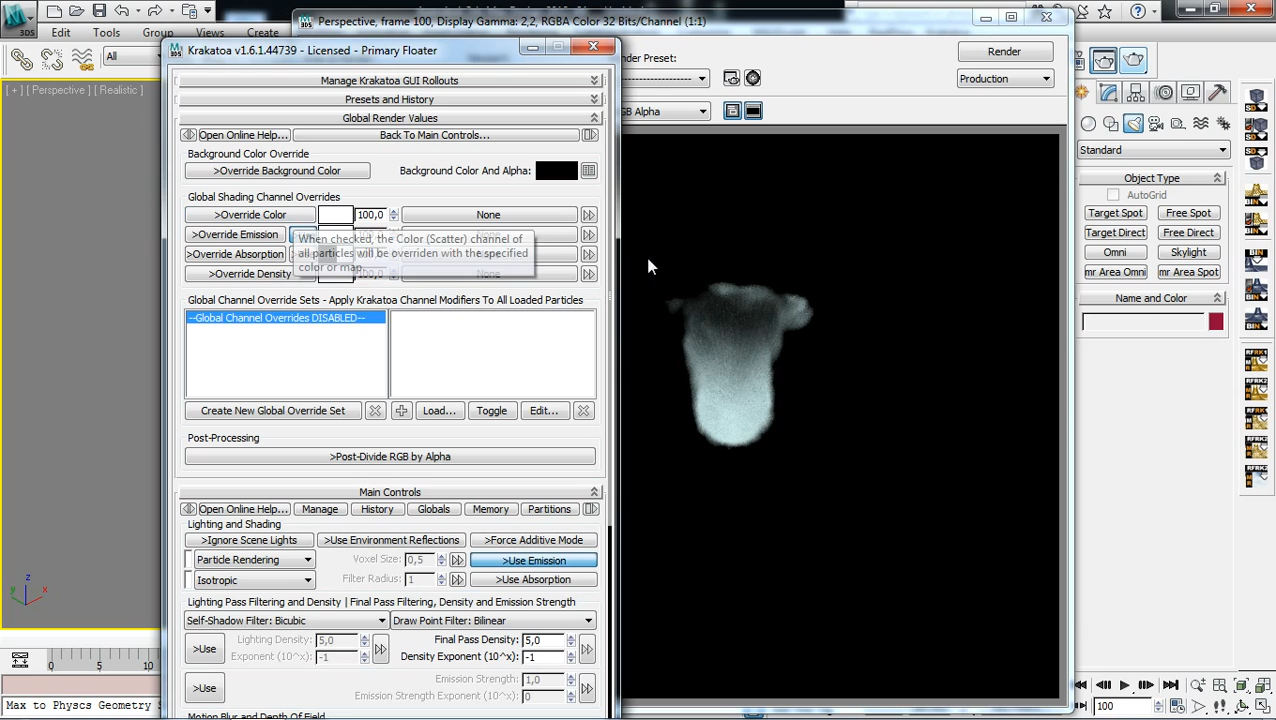 Perspective, frame 100, Display Gamma: 2,2, RGBA Color 32 Bits/Channel (1:1)
Edit Tools Group Views Create
All
Krakatoa v1.6.1.44739 - Licensed - Primary Floater
[ + ] [ Perspective ] [ Realistic ]
Manage Krakatoa GUI Rollouts
Presets and History
Global Render Values
Open Online Help... Back To Main Controls...
Background Color Override
>Override Background Color Background Color And Alpha:
Global Shading Channel Overrides
>Override Color 100,0 None
>Override Emission
>Override Absorption
>Override Density 100,0 None
When checked, the Color (Scatter) channel of
all particles will be overriden with the specified
color or map.
Global Channel Override Sets - Apply Krakatoa Channel Modifiers To All Loaded Particles
--Global Channel Overrides DISABLED--
Create New Global Override Set Load... Toggle Edit...
Post-Processing
>Post-Divide RGB by Alpha
Main Controls
Open Online Help... Manage History Globals Memory Partitions
Lighting and Shading
>Ignore Scene Lights >Use Environment Reflections >Force Additive Mode
Particle Rendering Voxel Size: 0,5 >Use Emission
Isotropic Filter Radius: 1 >Use Absorption
Lighting Pass Filtering and Density | Final Pass Filtering, Density and Emission Strength
Self-Shadow Filter: Bicubic Draw Point Filter: Bilinear
>Use Lighting Density: 5,0 Final Pass Density: 5,0
Exponent (10^x): -1 Density Exponent (10^x): -1
>Use Emission Strength: 1,0
Emission Strength Exponent (10^x): 0
Motion Blur and Depth Of Field
nder Preset:
Render
Production
GB Alpha
Standard
Object Type
AutoGrid
Target Spot Free Spot
Target Direct Free Direct
Omni Skylight
mr Area Omni mr Area Spot
Name and Color
z
y
x
0 5 10
Max to Physcs Geometry S
100